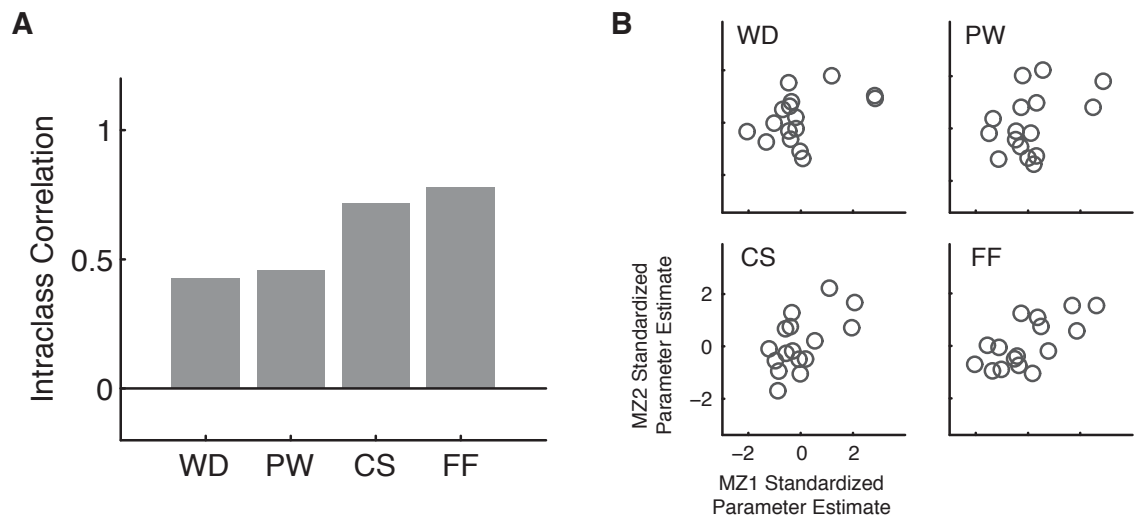 A
Intraclass Correlation
1
0.5
0
WD PW CS FF
B
WD
PW
CS
FF
MZ2 Standardized
Parameter Estimate
2
0
−2
−2 0 2
MZ1 Standardized
Parameter Estimate